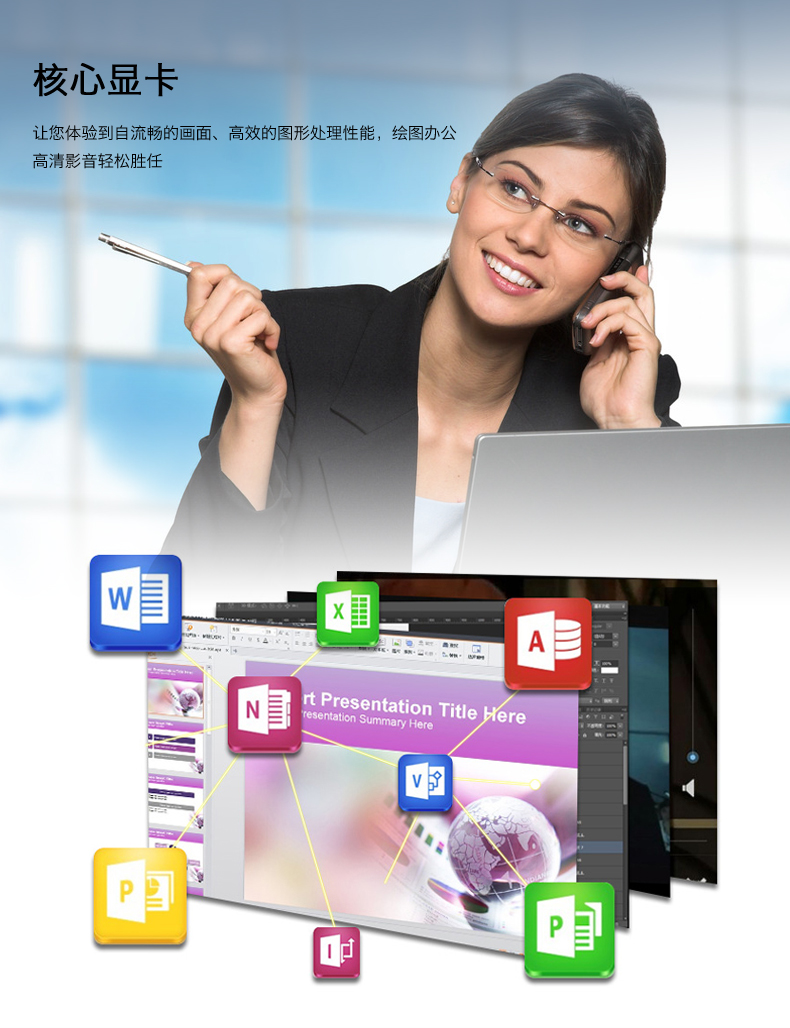 核心显卡
让您体验到自流畅的画面、高效的图形处理性能，绘图办公
高清影音轻松胜任
W
X
A
N
rt Presentation Title Here
Presentation Summary Here
V
P
I
P